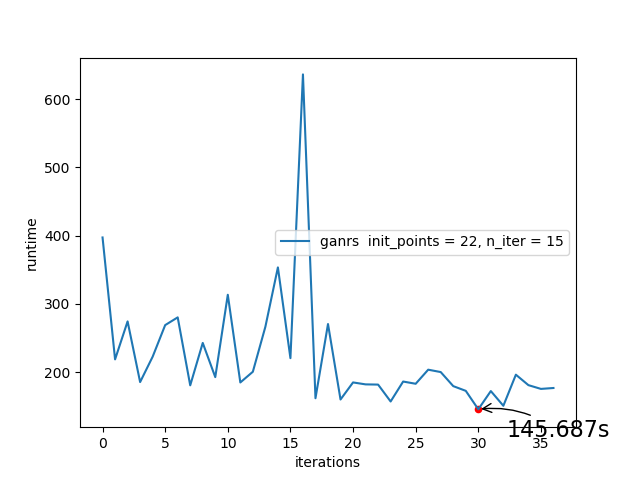 600
500
400
300
200
runtime
ganrs  init_points = 22, n_iter = 15
145.687s
0 5 10 15 20 25 30 35
iterations